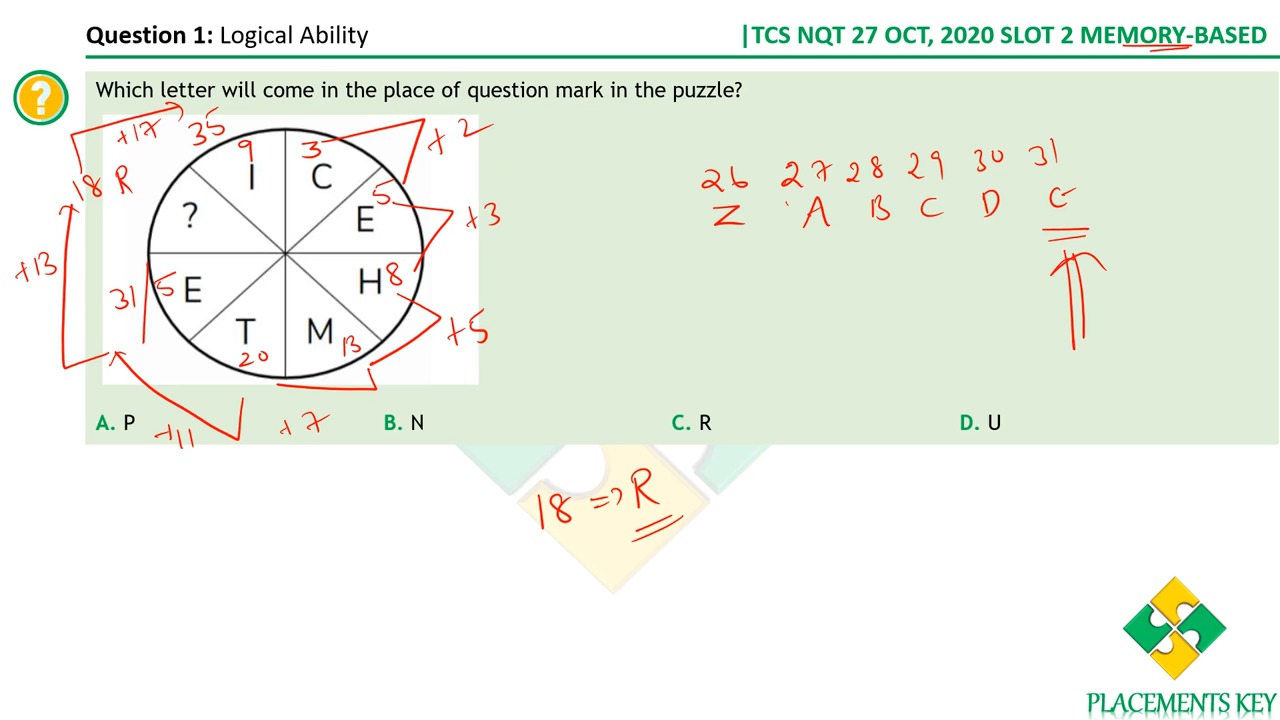 Question 1: Logical Ability
|TCS NQT 27 OCT, 2020 SLOT 2 MEMORY-BASED
?
Which letter will come in the place of question mark in the puzzle?
+17
35
9
3
+2
18 R
I
C
?
E
5
+3
+13
31
5
E
H
8
T
M
+5
20
13
+11
+7
26 27 28 29 30 31
Z A B C D E
A. P
B. N
C. R
D. U
18 => R
PLACEMENTS KEY